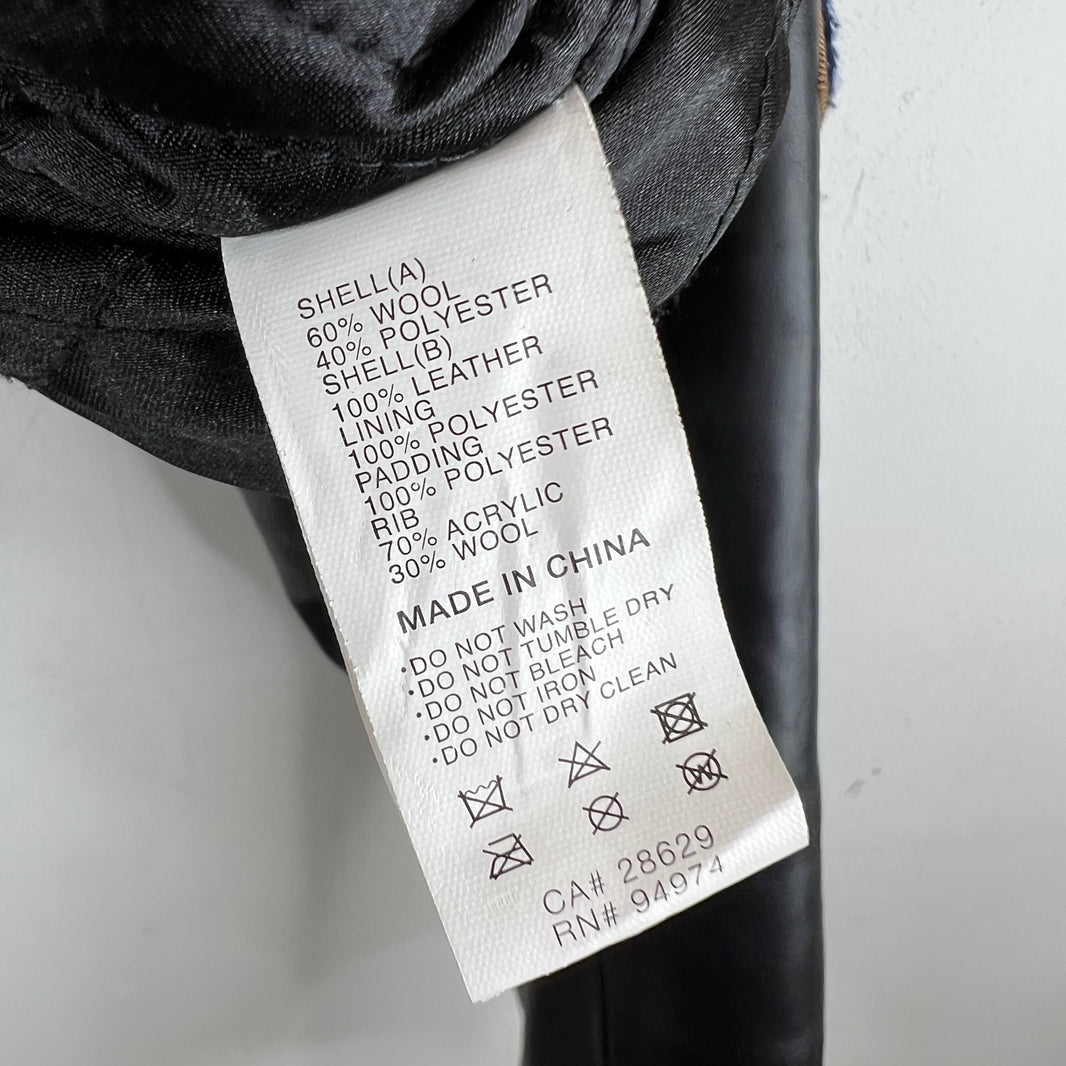 SHELL(A)
60% WOOL
40% POLYESTER
SHELL(B)
100% LEATHER
LINING
100% POLYESTER
PADDING
100% POLYESTER
RIB
70% ACRYLIC
30% WOOL
MADE IN CHINA
·DO NOT WASH
·DO NOT TUMBLE DRY
·DO NOT BLEACH
·DO NOT IRON
·DO NOT DRY CLEAN
W
CA# 28629
RN# 94974